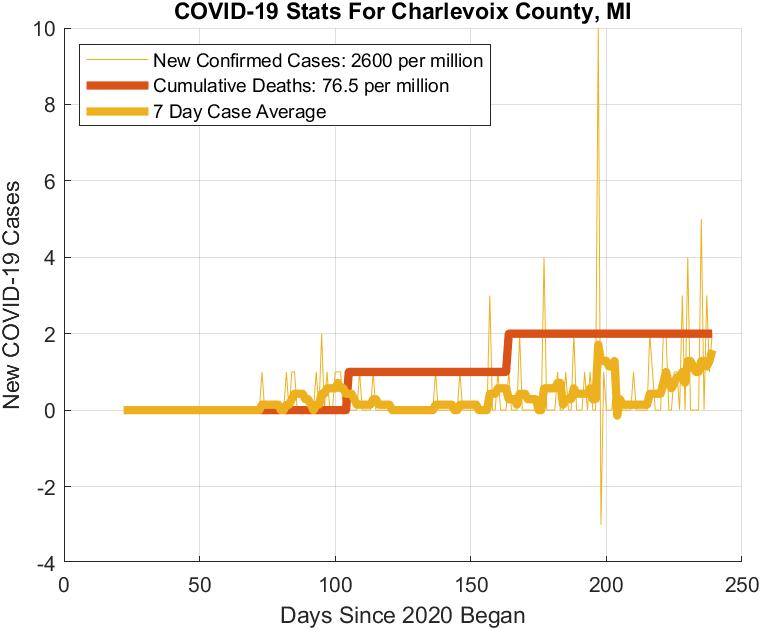 COVID-19 Stats For Charlevoix County, MI
New Confirmed Cases: 2600 per million
Cumulative Deaths: 76.5 per million
7 Day Case Average
10
8
6
4
2
0
-2
-4
New COVID-19 Cases
0 50 100 150 200 250
Days Since 2020 Began